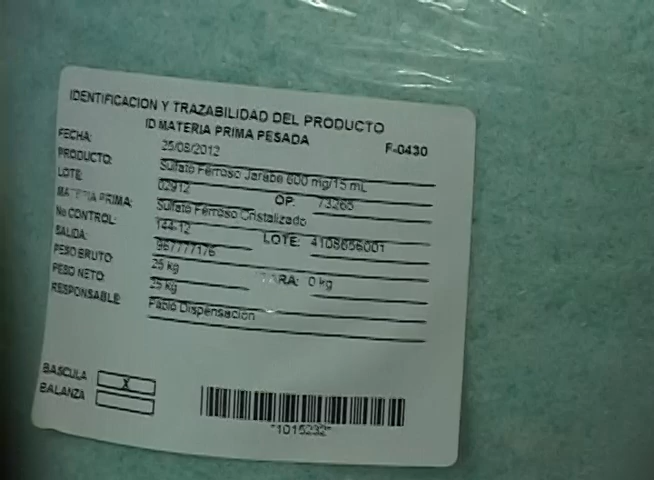 IDENTIFICACION Y TRAZABILIDAD DEL PRODUCTO
ID MATERIA PRIMA PESADA F-0430
FECHA: 25/08/2012
PRODUCTO: Sulfato Ferroso Jarabe 600 mg/15 mL
LOTE: 02912 OP: 73265
MATERIA PRIMA: Sulfato Ferroso Cristalizado
No CONTROL: 144-12 LOTE: 4108656001
SALIDA: 967777176
PESO BRUTO: 25 kg TARA: 0 kg
PESO NETO: 25 kg
RESPONSABLE: Pablo Dispensacion
BASCULA X
BALANZA
*1015232*